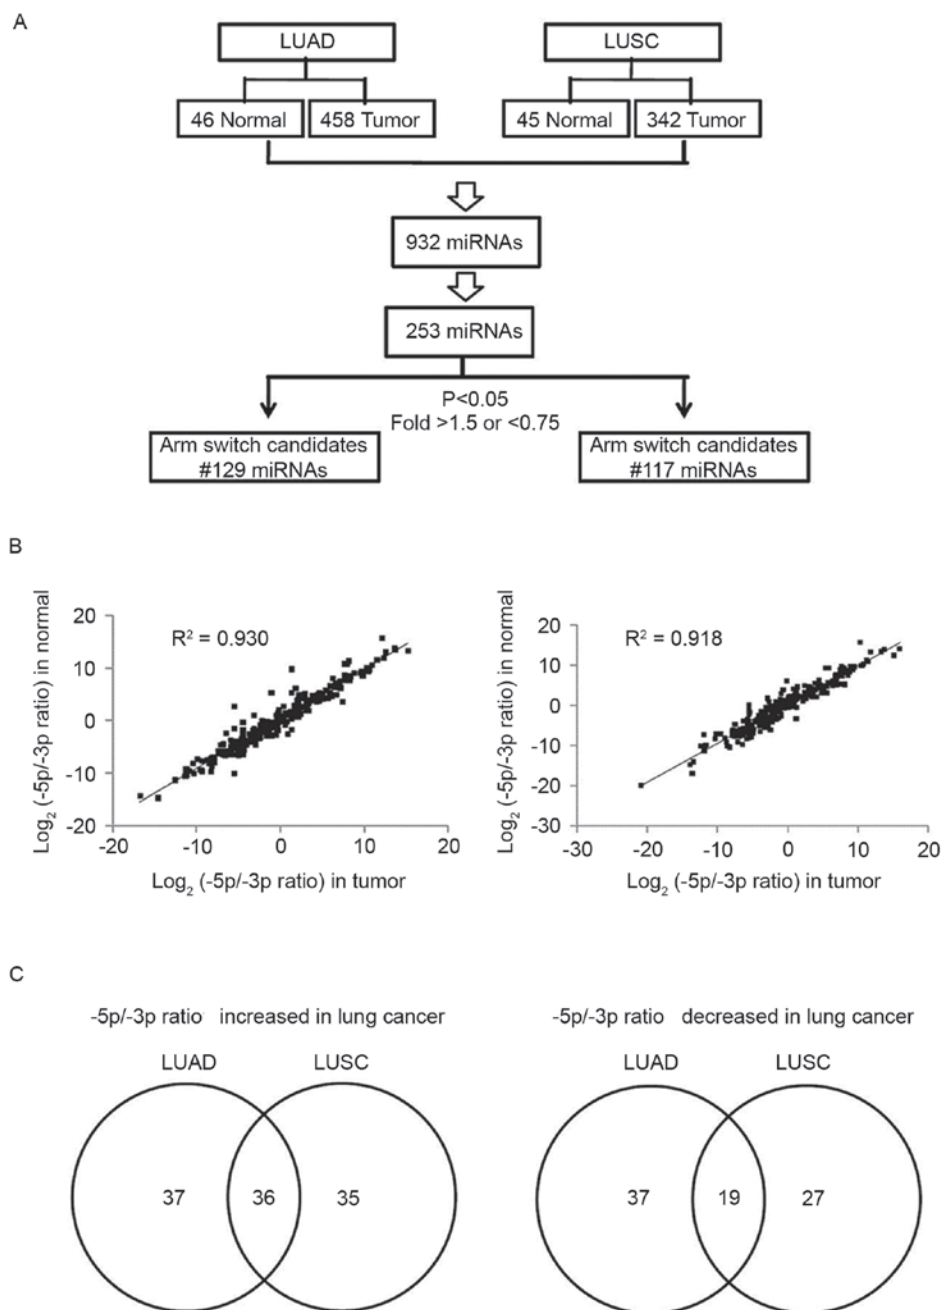 A
LUAD
LUSC
46 Normal
458 Tumor
45 Normal
342 Tumor
932 miRNAs
253 miRNAs
P<0.05
Fold >1.5 or <0.75
Arm switch candidates
#129 miRNAs
Arm switch candidates
#117 miRNAs
B
Log2 (-5p/-3p ratio) in normal
20
10
0
-10
-20
R² = 0.930
-20 -10 0 10 20
Log2 (-5p/-3p ratio) in tumor
Log2 (-5p/-3p ratio) in normal
20
10
0
-10
-20
-30
R² = 0.918
-30 -20 -10 0 10 20
Log2 (-5p/-3p ratio) in tumor
C
-5p/-3p ratio increased in lung cancer
LUAD LUSC
37 36 35
-5p/-3p ratio decreased in lung cancer
LUAD LUSC
37 19 27